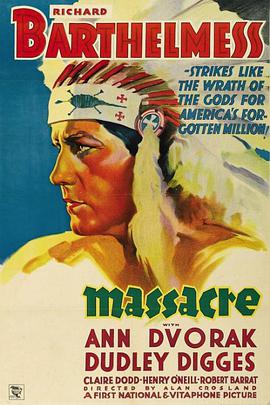 RICHARD
BARTHELMESS
-STRIKES LIKE
THE WRATH OF
THE GODS FOR
AMERICA'S FOR-
GOTTEN MILLION!
massacre
WITH
ANN DVORAK
DUDLEY DIGGES
CLAIRE DODD-HENRY O'NEILL-ROBERT BARRAT
DIRECTED BY ALAN CROSLAND
A FIRST NATIONAL & VITAPHONE PICTURE